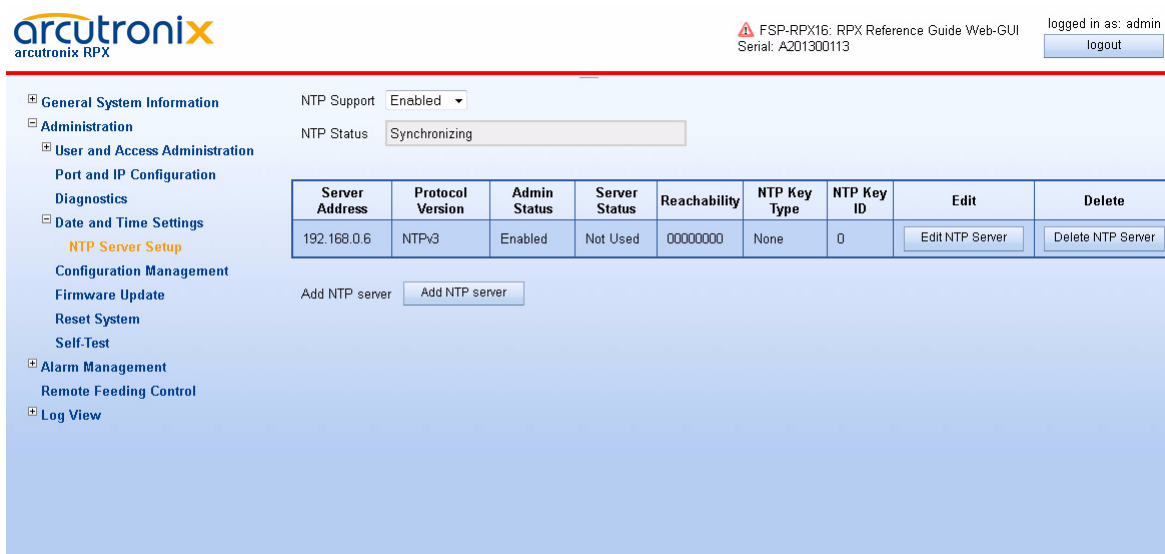 arcutronix
arcutronix RPX
FSP-RPX16: RPX Reference Guide Web-GUI
Serial: A201300113
logged in as: admin
logout
General System Information
Administration
User and Access Administration
Port and IP Configuration
Diagnostics
Date and Time Settings
NTP Server Setup
Configuration Management
Firmware Update
Reset System
Self-Test
Alarm Management
Remote Feeding Control
Log View
NTP Support Enabled
NTP Status Synchronizing
Server Address Protocol Version Admin Status Server Status Reachability NTP Key Type NTP Key ID Edit Delete
192.168.0.6 NTPv3 Enabled Not Used 00000000 None 0 Edit NTP Server Delete NTP Server
Add NTP server Add NTP server